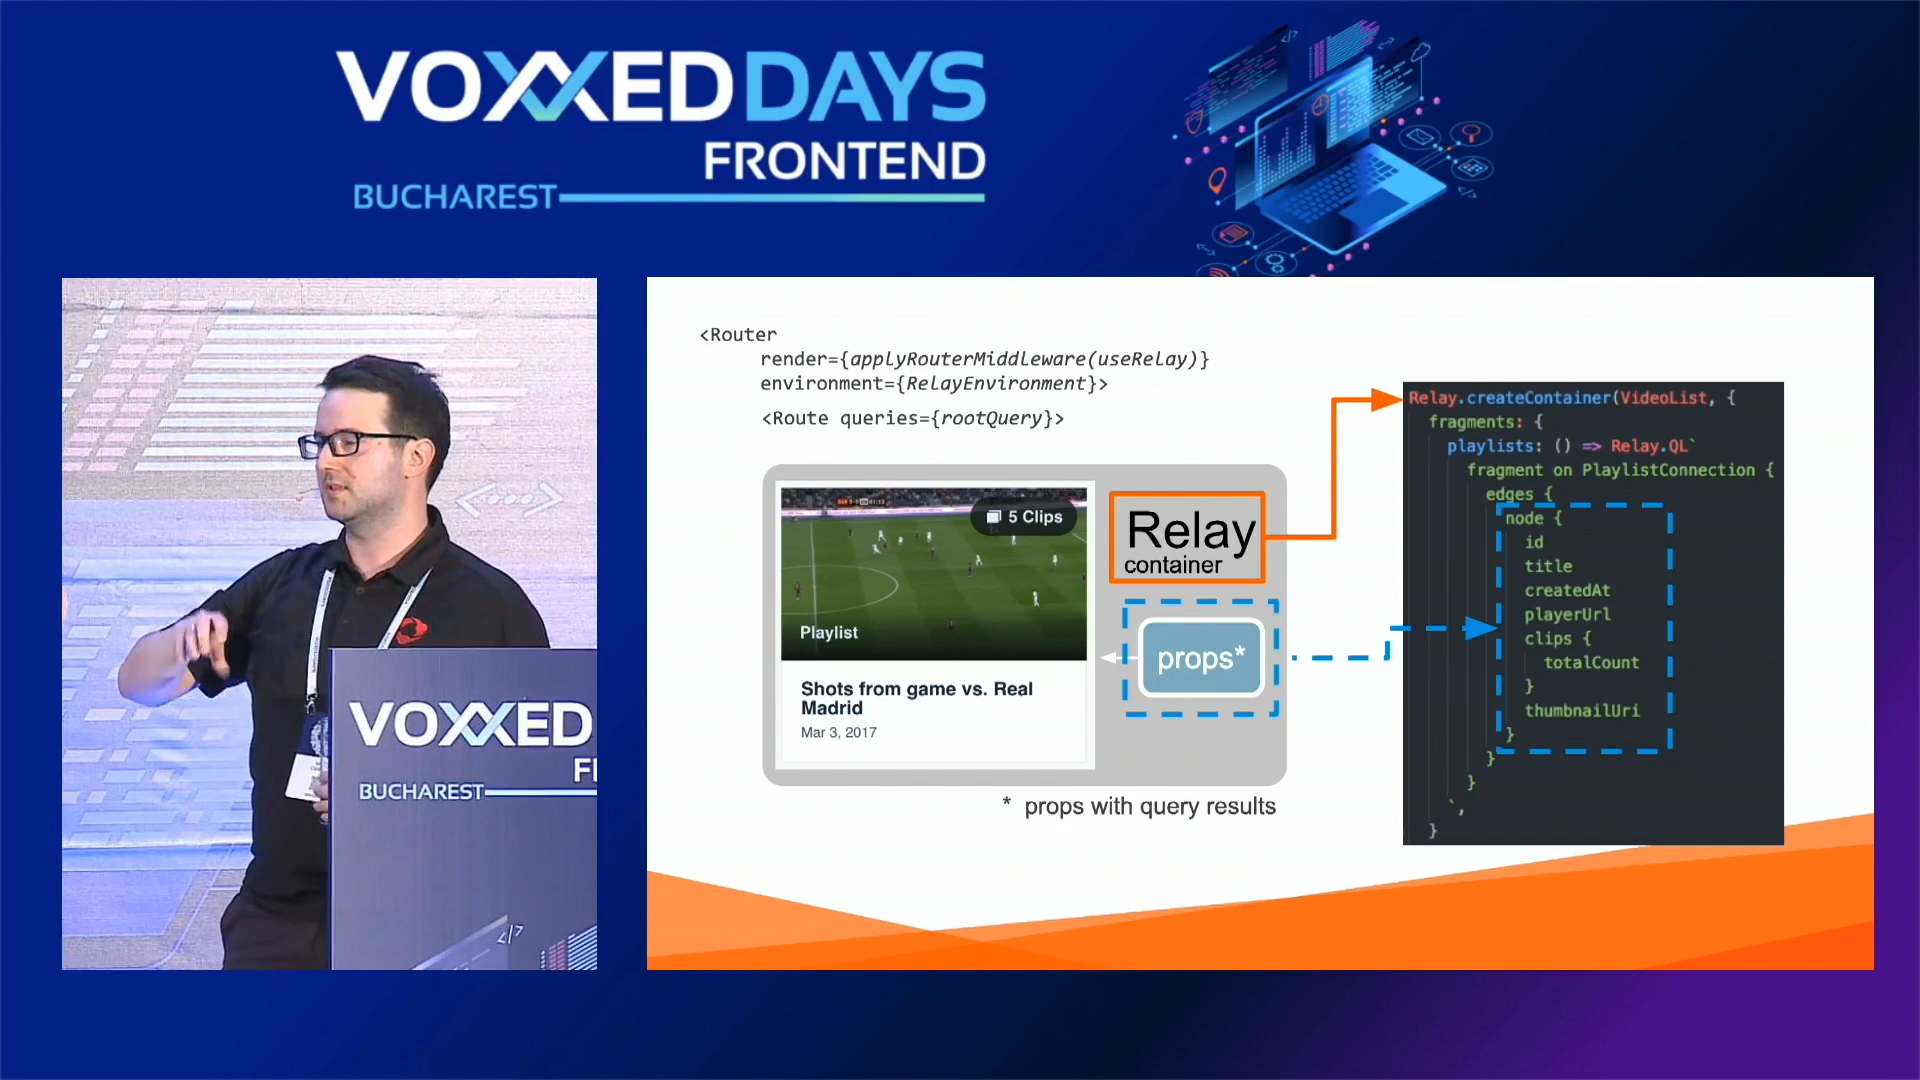 VOXXED DAYS
FRONTEND
BUCHAREST
VOXXED
BUCHAREST
<Router
render={applyRouterMiddleware(useRelay)}
environment={RelayEnvironment}>
<Route queries={rootQuery}>
5 Clips
Playlist
Shots from game vs. Real
Madrid
Mar 3, 2017
Relay
container
props*
* props with query results
Relay.createContainer(VideoList, {
fragments: {
playlists: () => Relay.QL`
fragment on PlaylistConnection {
edges {
node {
id
title
createdAt
playerUrl
clips {
totalCount
}
thumbnailUri
}
}
}
`,
}